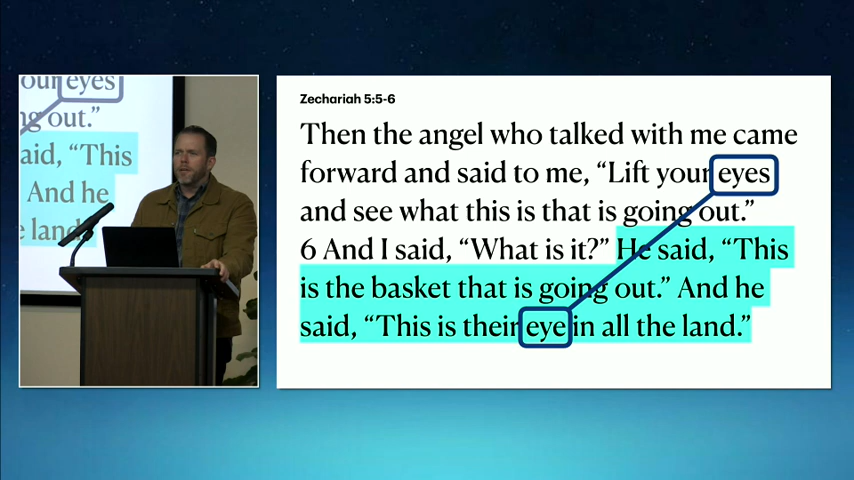 our eyes
ng out.”
aid, “This
And he
e land.
Zechariah 5:5-6
Then the angel who talked with me came
forward and said to me, “Lift your eyes
and see what this is that is going out.”
6 And I said, “What is it?” He said, “This
is the basket that is going out.” And he
said, “This is their eye in all the land.”